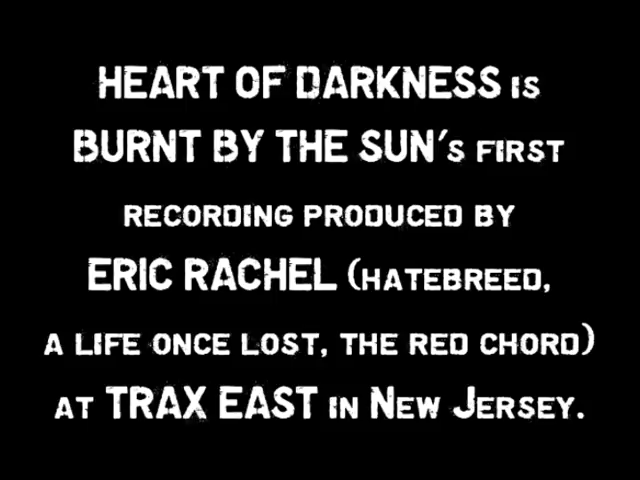 HEART OF DARKNESS IS
BURNT BY THE SUN'S FIRST
RECORDING PRODUCED BY
ERIC RACHEL (HATEBREED,
A LIFE ONCE LOST, THE RED CHORD)
AT TRAX EAST IN NEW JERSEY.